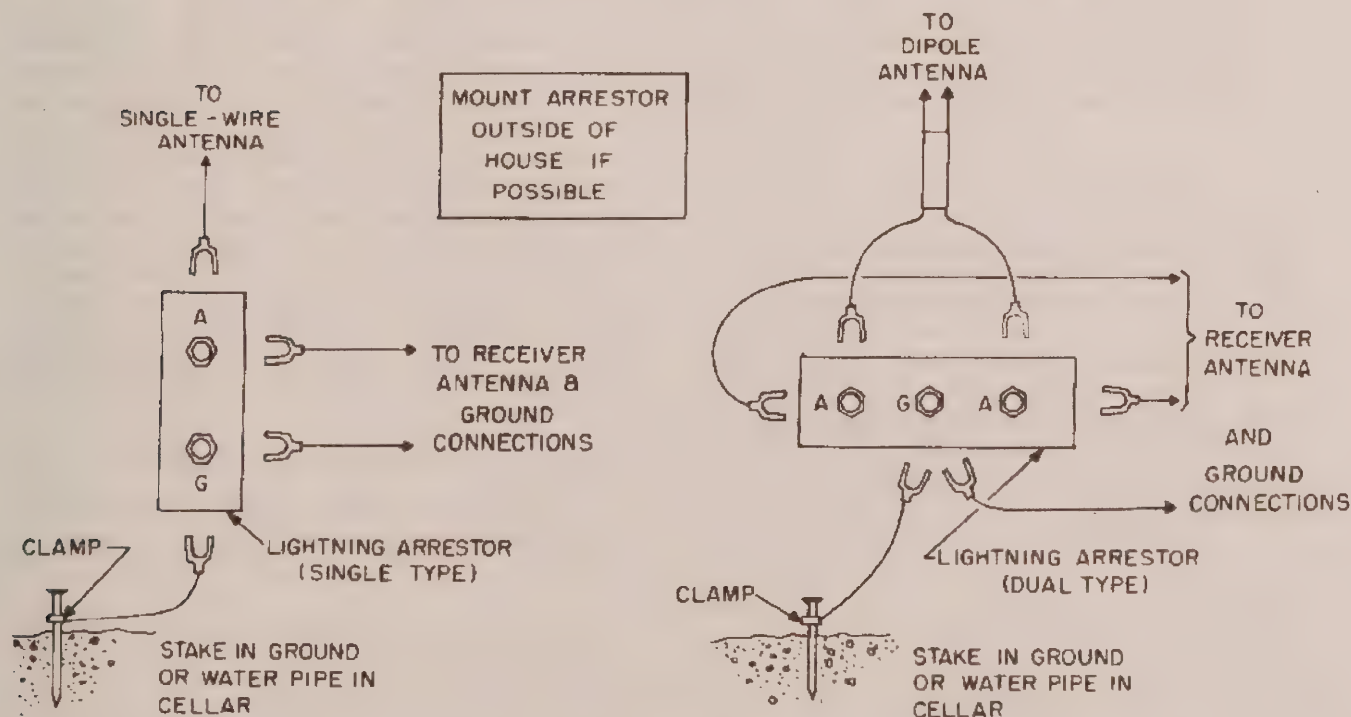 TO
SINGLE-WIRE
ANTENNA
MOUNT ARRESTOR
OUTSIDE OF
HOUSE IF
POSSIBLE
A
G
TO RECEIVER
ANTENNA &
GROUND
CONNECTIONS
CLAMP
LIGHTNING ARRESTOR
(SINGLE TYPE)
STAKE IN GROUND
OR WATER PIPE IN
CELLAR
TO
DIPOLE
ANTENNA
A G A
TO
RECEIVER
ANTENNA
AND
GROUND
CONNECTIONS
LIGHTNING ARRESTOR
(DUAL TYPE)
CLAMP
STAKE IN GROUND
OR WATER PIPE IN
CELLAR